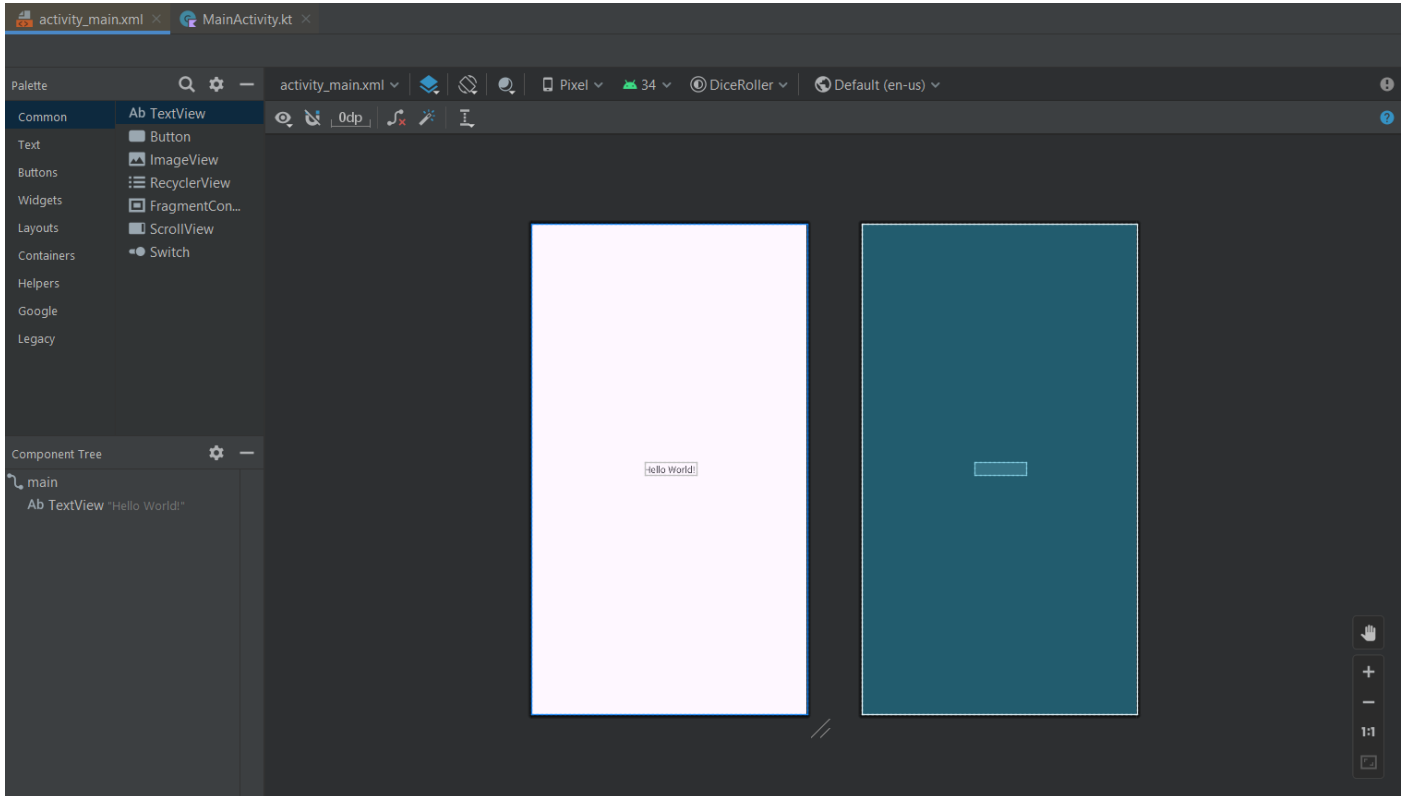 activity_main.xml MainActivity.kt
Palette
activity_main.xml Pixel 34 DiceRoller Default (en-us)
0dp
Common
Text
Buttons
Widgets
Layouts
Containers
Helpers
Google
Legacy
Ab TextView
Button
ImageView
RecyclerView
FragmentCon...
ScrollView
Switch
Component Tree
main
Ab TextView "Hello World!"
Hello World!
1:1